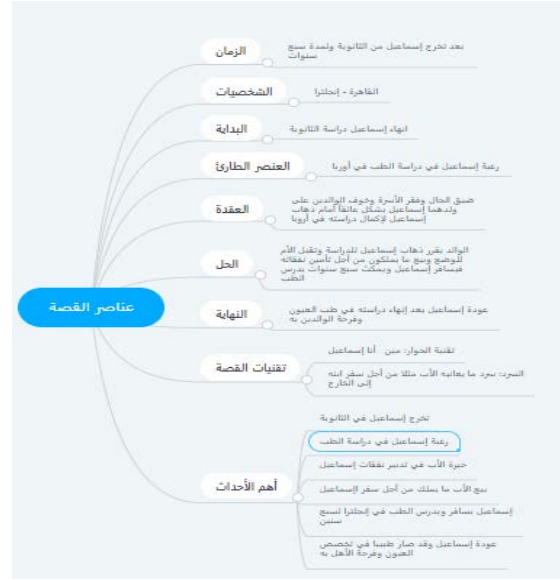 الزمان
بعد تخرج إسماعيل من الثانوية ولمدة سبع
سنوات
الشخصيات
القاهرة - إنجلترا
البداية
انهاء إسماعيل دراسة الثانوية
العنصر الطارئ
رغبة إسماعيل في دراسة الطب في أوربا
العقدة
ضيق الحال وفقر الأسرة وخوف الوالدين على
ولدهما إسماعيل يشكل عائقا أمام ذهاب
إسماعيل لإكمال دراسته في أروبا
الحل
الوالد يقرر ذهاب إسماعيل للدراسة وتقبل الأم
للوضع وبيع ما يملكون من أجل تأمين نفقاته
فيسافر إسماعيل ويمكث سبع سنوات يدرس
الطب
عناصر القصة
النهاية
عودة إسماعيل بعد إنهاء دراسته في طب العيون
وفرحة الوالدين به
تقنيات القصة
تقنية الحوار: مين أنا إسماعيل
السرد: سرد ما يعانيه الأب مثلا من أجل سفر ابنه
إلى الخارج
أهم الأحداث
تخرج إسماعيل في الثانوية
رغبة إسماعيل في دراسة الطب
حيرة الأب في تدبير نفقات إسماعيل
بيع الأب ما يملك من أجل سفر إسماعيل
إسماعيل يسافر ويدرس الطب في إنجلترا لسبع
سنين
عودة إسماعيل وقد صار طبيبا في تخصص
العيون وفرحة الأهل به